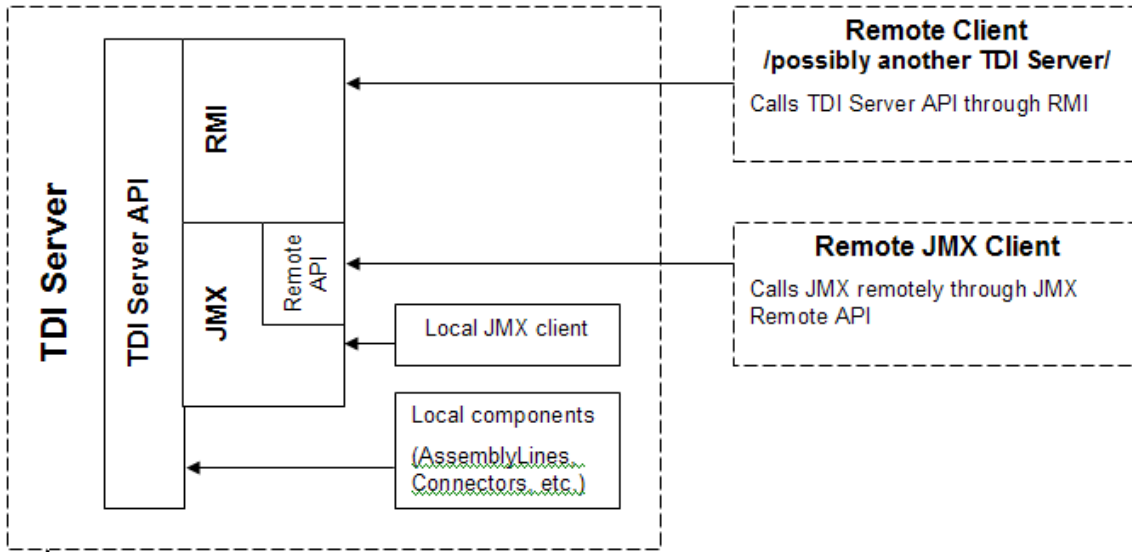 TDI Server
TDI Server API
RMI
JMX
Remote
API
Local JMX client
Local components
(AssemblyLines,
Connectors, etc.)
Remote Client
/possibly another TDI Server/
Calls TDI Server API through RMI
Remote JMX Client
Calls JMX remotely through JMX
Remote API